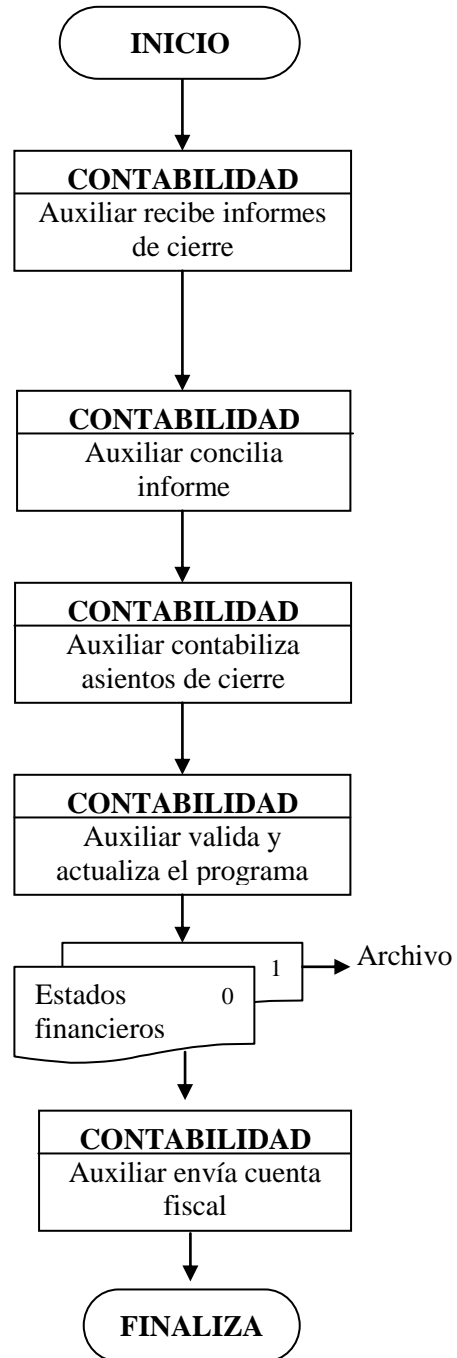 INICIO
CONTABILIDAD
Auxiliar recibe informes
de cierre
CONTABILIDAD
Auxiliar concilia
informe
CONTABILIDAD
Auxiliar contabiliza
asientos de cierre
CONTABILIDAD
Auxiliar valida y
actualiza el programa
1
Archivo
Estados 0
financieros
CONTABILIDAD
Auxiliar envía cuenta
fiscal
FINALIZA